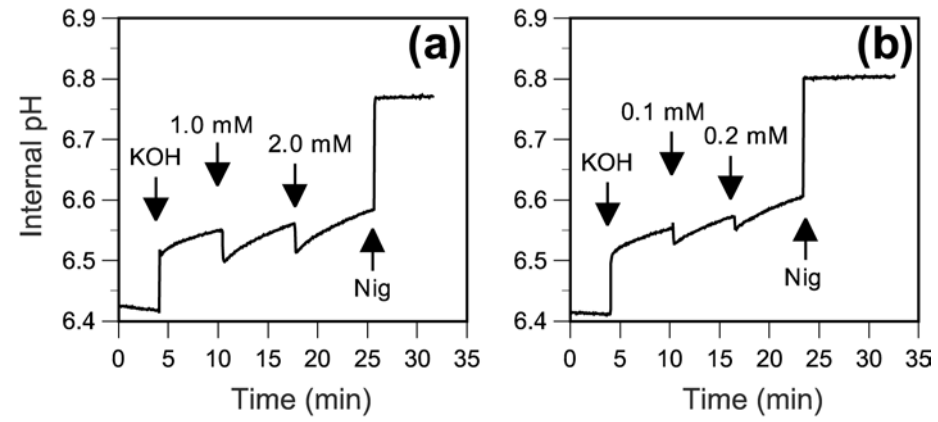 (a)
6.9
6.8
6.7
6.6
6.5
6.4
Internal pH
KOH
1.0 mM
2.0 mM
Nig
0 5 10 15 20 25 30 35
Time (min)
(b)
6.9
6.8
6.7
6.6
6.5
6.4
KOH
0.1 mM
0.2 mM
Nig
0 5 10 15 20 25 30 35
Time (min)